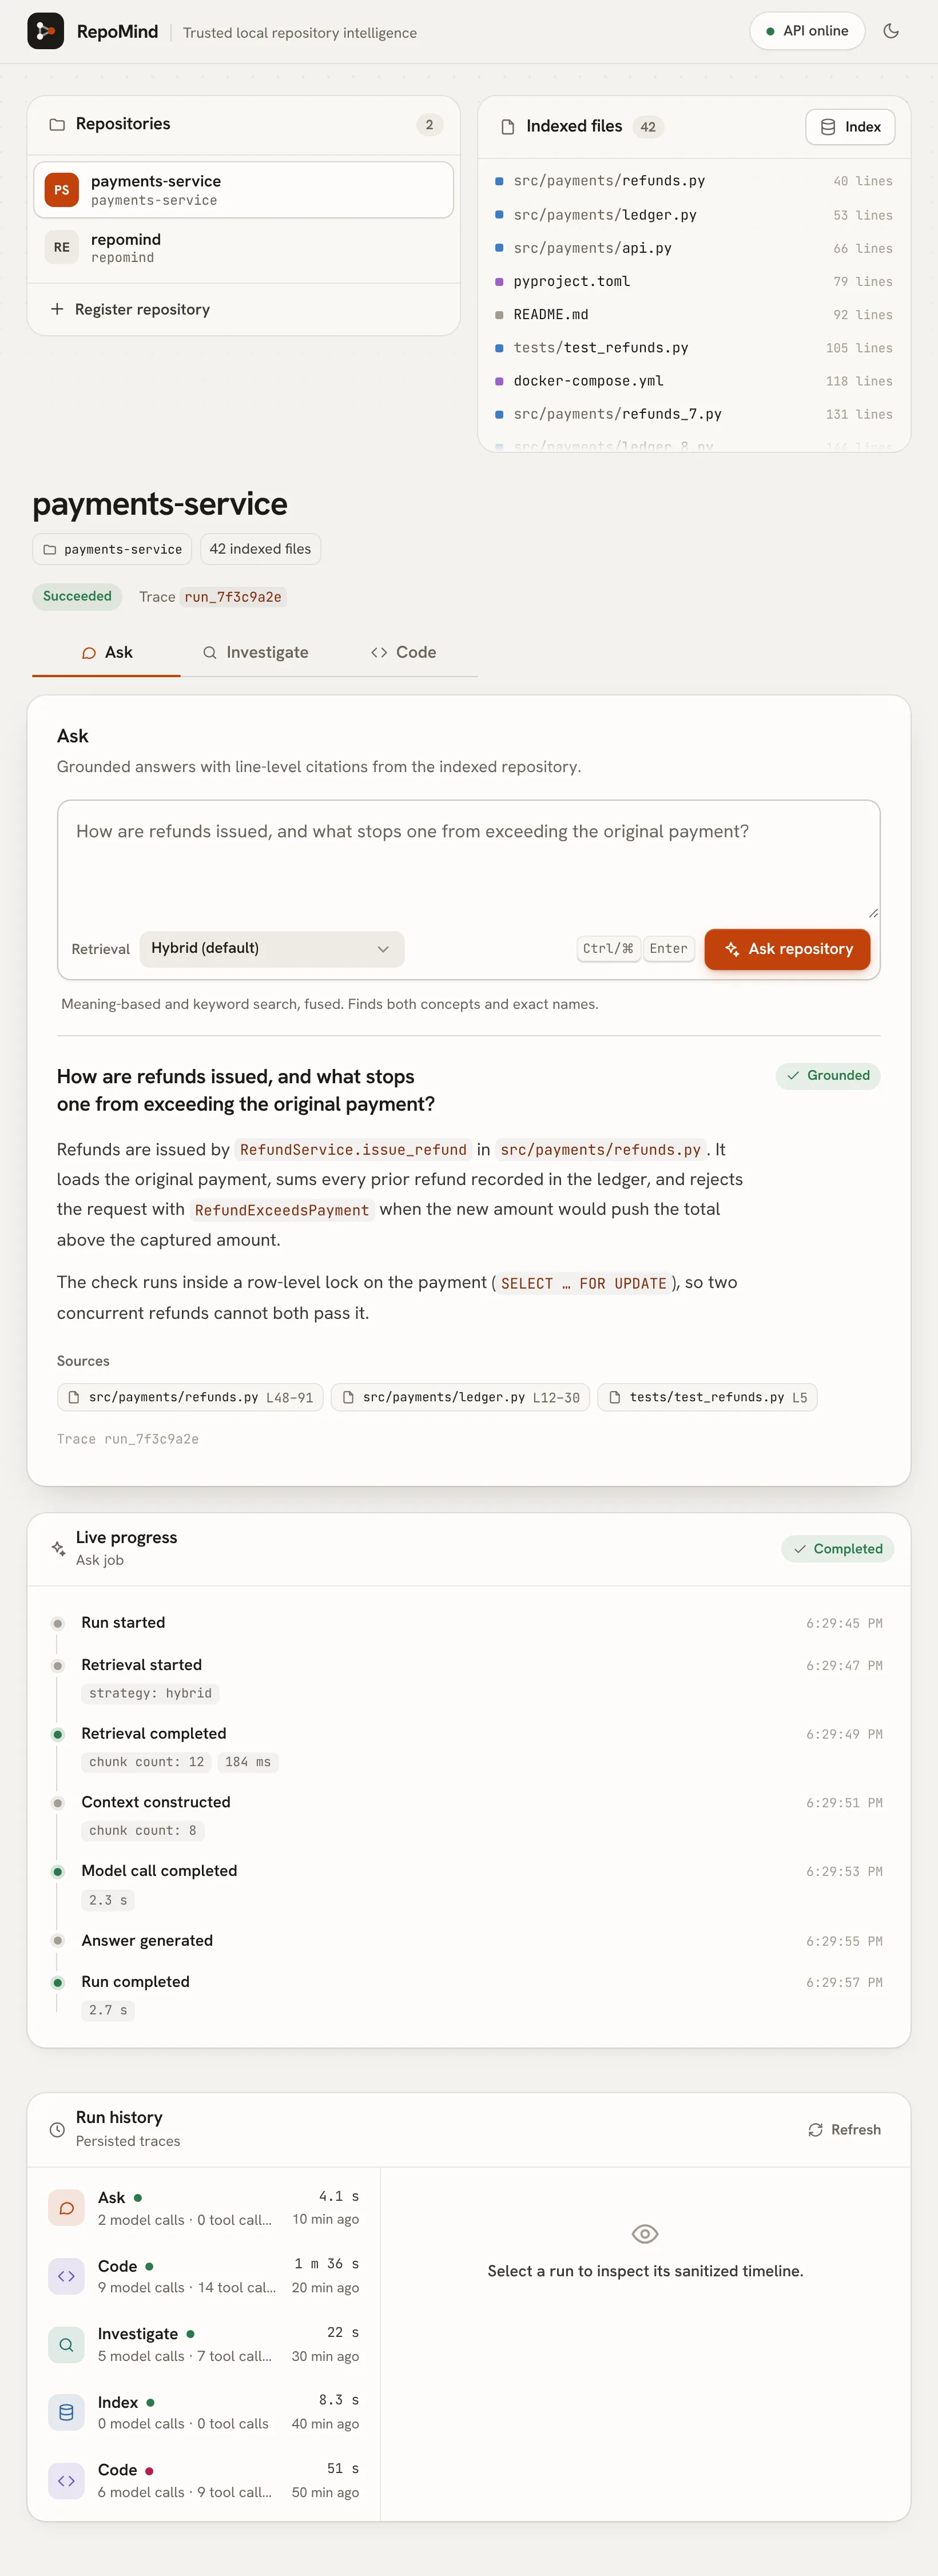 RepoMind
Trusted local repository intelligence
API online
Repositories
2
PS
payments-service
payments-service
RE
repomind
repomind
Register repository
Indexed files
42
Index
src/payments/refunds.py
40 lines
src/payments/ledger.py
53 lines
src/payments/api.py
66 lines
pyproject.toml
79 lines
README.md
92 lines
tests/test_refunds.py
105 lines
docker-compose.yml
118 lines
src/payments/refunds_7.py
131 lines
src/payments/ledger_8.py
144 lines
payments-service
payments-service
42 indexed files
Succeeded
Trace run_7f3c9a2e
Ask
Investigate
Code
Ask
Grounded answers with line-level citations from the indexed repository.
How are refunds issued, and what stops one from exceeding the original payment?
Retrieval
Hybrid (default)
Ctrl/⌘
Enter
Ask repository
Meaning-based and keyword search, fused. Finds both concepts and exact names.
How are refunds issued, and what stops
one from exceeding the original payment?
Grounded
Refunds are issued by RefundService.issue_refund in src/payments/refunds.py. It
loads the original payment, sums every prior refund recorded in the ledger, and rejects
the request with RefundExceedsPayment when the new amount would push the total
above the captured amount.
The check runs inside a row-level lock on the payment (SELECT … FOR UPDATE), so two
concurrent refunds cannot both pass it.
Sources
src/payments/refunds.py L48–91
src/payments/ledger.py L12–30
tests/test_refunds.py L5
Trace run_7f3c9a2e
Live progress
Ask job
Completed
Run started
6:29:45 PM
Retrieval started
6:29:47 PM
strategy: hybrid
Retrieval completed
6:29:49 PM
chunk count: 12
184 ms
Context constructed
6:29:51 PM
chunk count: 8
Model call completed
6:29:53 PM
2.3 s
Answer generated
6:29:55 PM
Run completed
6:29:57 PM
2.7 s
Run history
Persisted traces
Refresh
Ask
4.1 s
2 model calls · 0 tool call...
10 min ago
Code
1 m 36 s
9 model calls · 14 tool cal...
20 min ago
Investigate
22 s
5 model calls · 7 tool call...
30 min ago
Index
8.3 s
0 model calls · 0 tool calls
40 min ago
Code
51 s
6 model calls · 9 tool call...
50 min ago
Select a run to inspect its sanitized timeline.